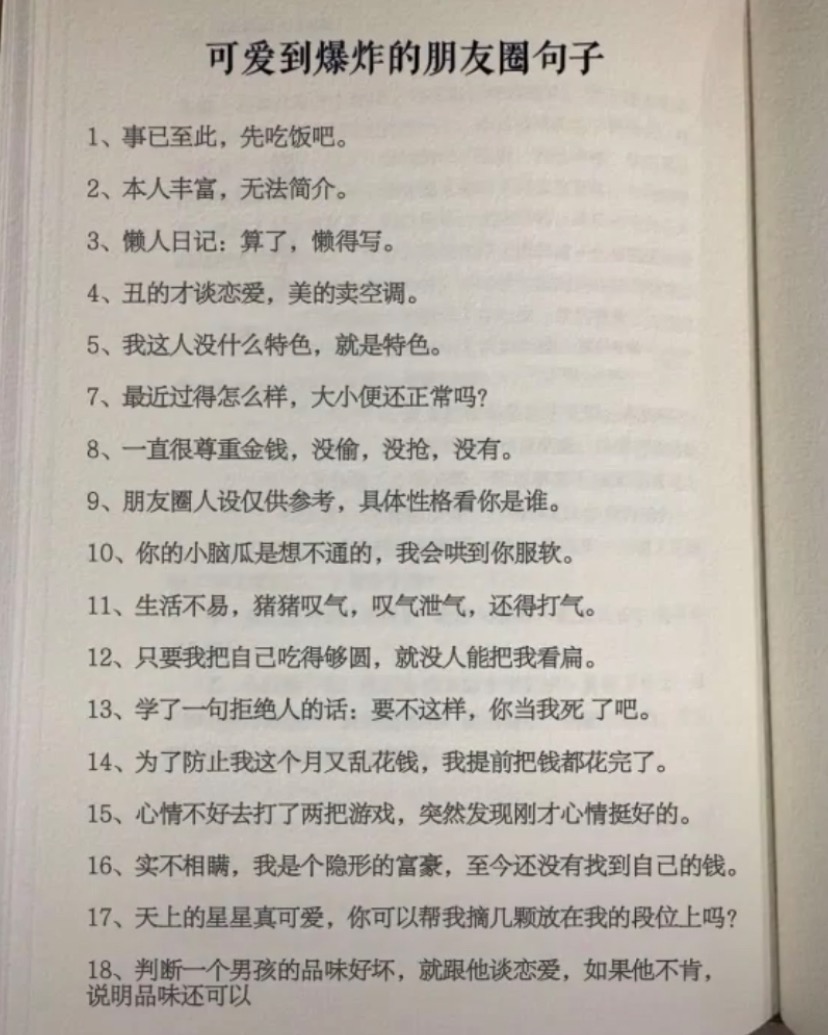 可爱到爆炸的朋友圈句子
1、事已至此，先吃饭吧。
2、本人丰富，无法简介。
3、懒人日记：算了，懒得写。
4、丑的才谈恋爱，美的卖空调。
5、我这人没什么特色，就是特色。
7、最近过得怎么样，大小便还正常吗？
8、一直很尊重金钱，没偷，没抢，没有。
9、朋友圈人设仅供参考，具体性格看你是谁。
10、你的小脑瓜是想不通的，我会哄到你服软。
11、生活不易，猪猪叹气，叹气泄气，还得打气。
12、只要我把自己吃得够圆，就没人能把我看扁。
13、学了一句拒绝人的话：要不这样，你当我死 了吧。
14、为了防止我这个月又乱花钱，我提前把钱都花完了。
15、心情不好去打了两把游戏，突然发现刚才心情挺好的。
16、实不相瞒，我是个隐形的富豪，至今还没有找到自己的钱。
17、天上的星星真可爱，你可以帮我摘几颗放在我的段位上吗？
18、判断一个男孩的品味好坏，就跟他谈恋爱，如果他不肯，
说明品味还可以